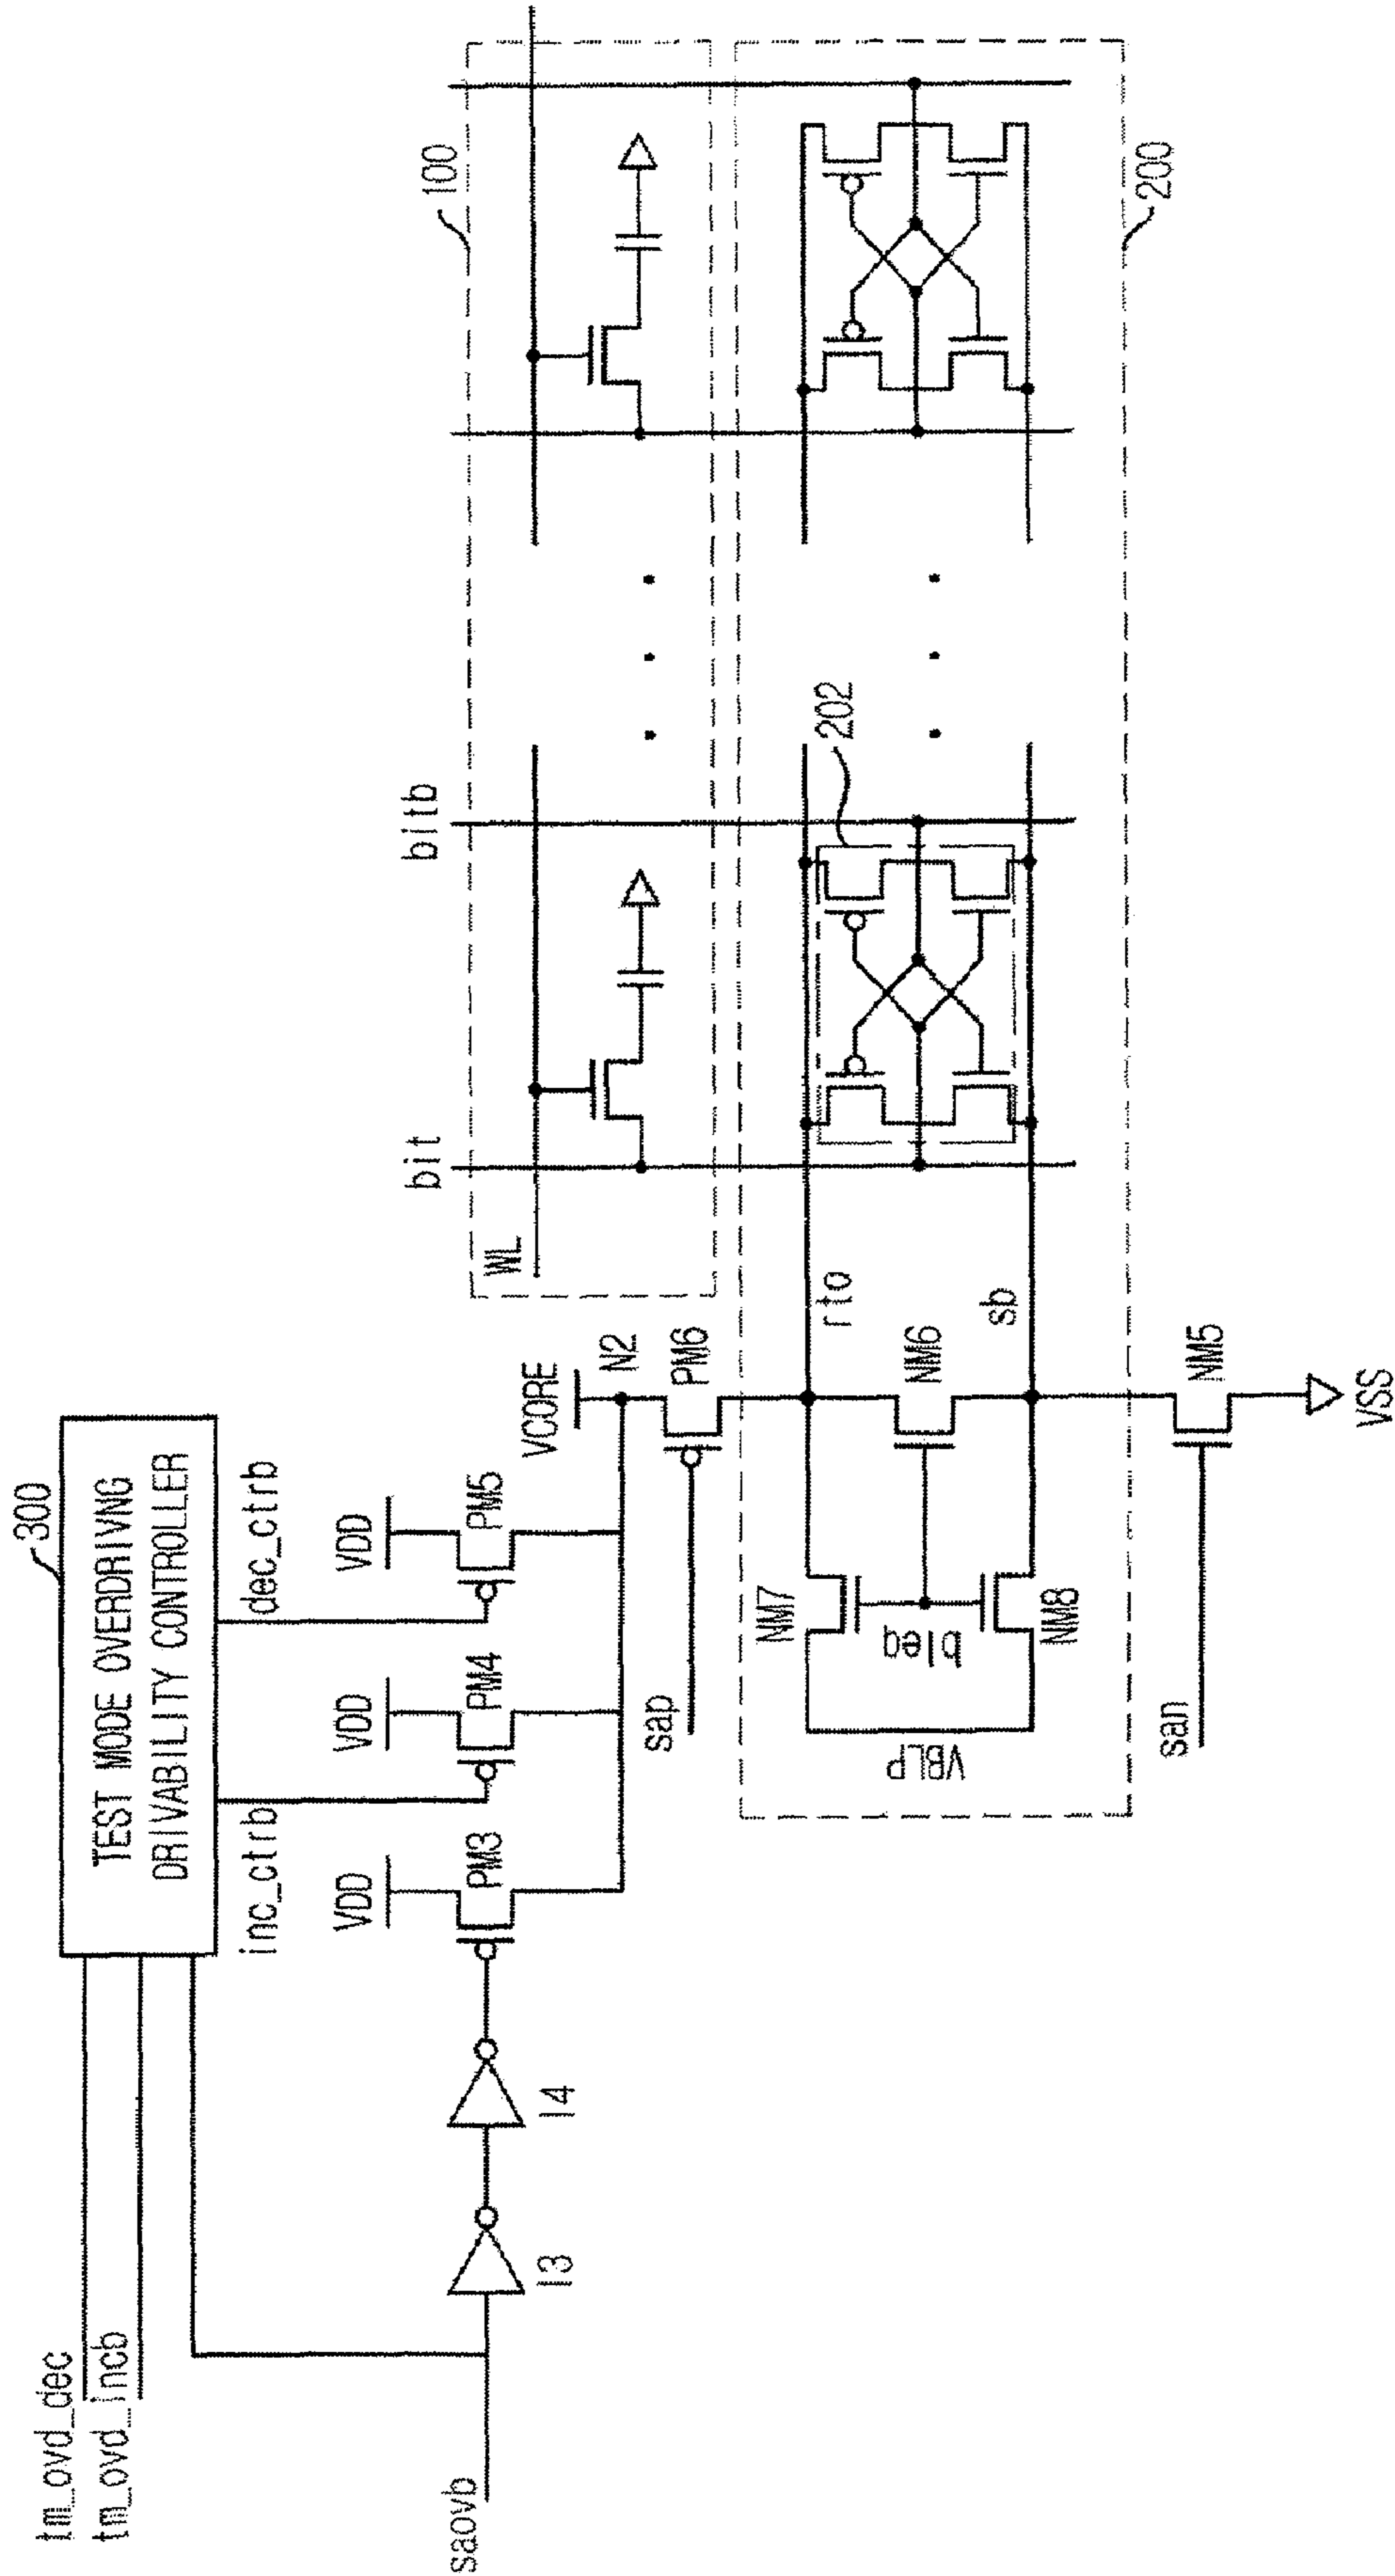 300
TEST MODE OVERDRIVNG
DRIVABILITY CONTROLLER
tm_ovd_dec
tm_ovd_incb
inc_ctrb
dec_ctrb
saovb
I3
I4
VDD
PM3
VDD
PM4
VDD
PM5
VCORE
N2
sap
PM6
WL
bit
bitb
100
VBLP
bleq
NM7
NM8
NM6
rto
sb
202
200
san
NM5
VSS